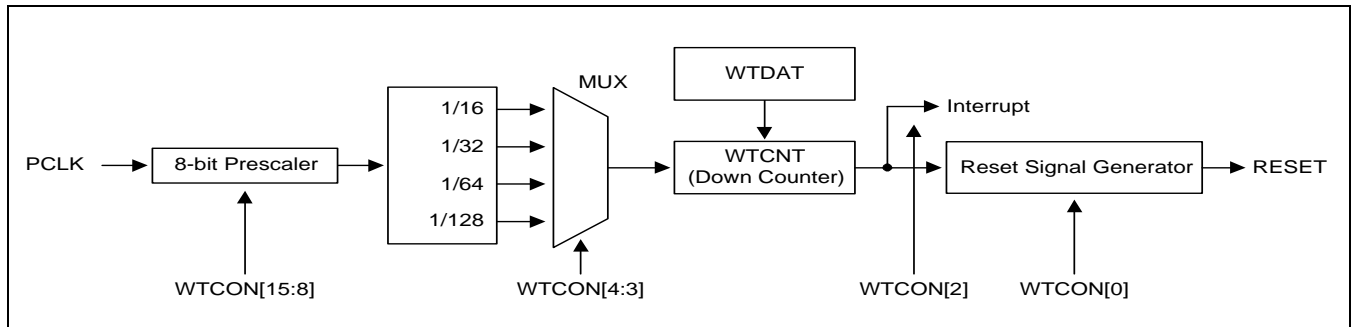 WTDAT
MUX
Interrupt
1/16
1/32
1/64
1/128
PCLK
8-bit Prescaler
WTCNT
(Down Counter)
Reset Signal Generator
RESET
WTCON[15:8]
WTCON[4:3]
WTCON[2]
WTCON[0]